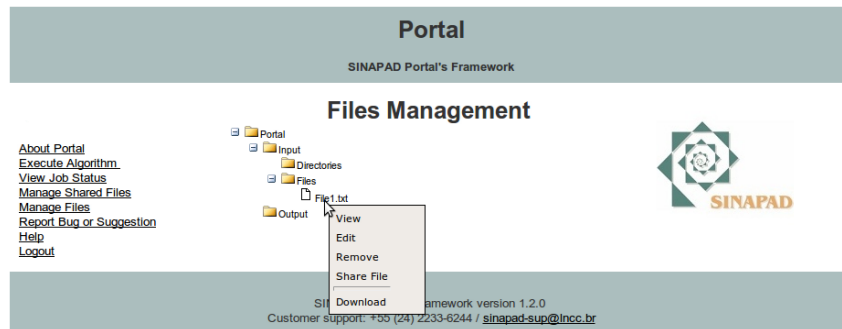 Portal
SINAPAD Portal's Framework
Files Management
About Portal
Execute Algorithm
View Job Status
Manage Shared Files
Manage Files
Report Bug or Suggestion
Help
Logout
Portal
Input
Directories
Files
File1.txt
Output
View
Edit
Remove
Share File
Download
SINAPAD
SI amework version 1.2.0
Customer support: +55 (24) 2233-6244 / sinapad-sup@lncc.br